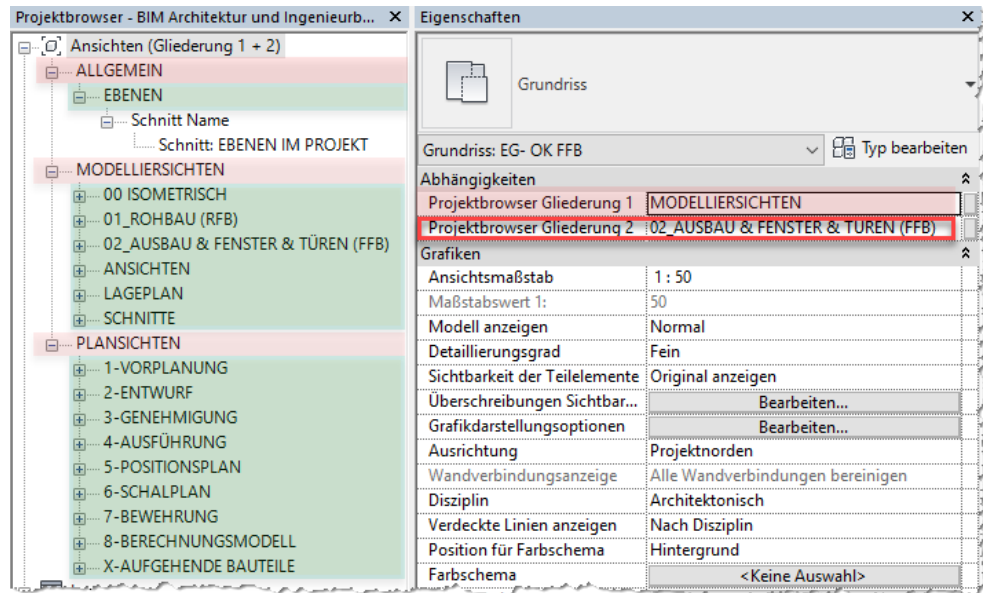 Projektbrowser - BIM Architektur und Ingenieurb...
Ansichten (Gliederung 1 + 2)
ALLGEMEIN
EBENEN
Schnitt Name
Schnitt: EBENEN IM PROJEKT
MODELLIERSICHTEN
00 ISOMETRISCH
01_ROHBAU (RFB)
02_AUSBAU & FENSTER & TÜREN (FFB)
ANSICHTEN
LAGEPLAN
SCHNITTE
PLANSICHTEN
1-VORPLANUNG
2-ENTWURF
3-GENEHMIGUNG
4-AUSFÜHRUNG
5-POSITIONSPLAN
6-SCHALPLAN
7-BEWEHRUNG
8-BERECHNUNGSMODELL
X-AUFGEHENDE BAUTEILE
Eigenschaften
Grundriss
Grundriss: EG- OK FFB
Typ bearbeiten
Abhängigkeiten
Projektbrowser Gliederung 1 MODELLIERSICHTEN
Projektbrowser Gliederung 2 02_AUSBAU & FENSTER & TÜREN (FFB)
Grafiken
Ansichtsmaßstab 1 : 50
Maßstabswert 1: 50
Modell anzeigen Normal
Detaillierungsgrad Fein
Sichtbarkeit der Teilelemente Original anzeigen
Überschreibungen Sichtbar... Bearbeiten...
Grafikdarstellungsoptionen Bearbeiten...
Ausrichtung Projektnorden
Wandverbindungsanzeige Alle Wandverbindungen bereinigen
Disziplin Architektonisch
Verdeckte Linien anzeigen Nach Disziplin
Position für Farbschema Hintergrund
Farbschema <Keine Auswahl>